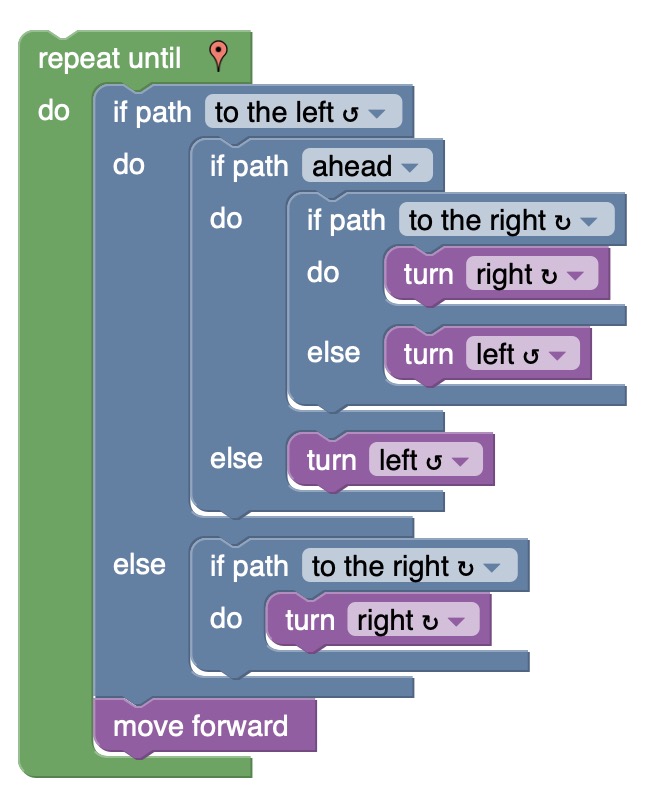 repeat until
do if path to the left ↺
do if path ahead
do if path to the right ↻
do turn right ↻
else turn left ↺
else turn left ↺
else if path to the right ↻
do turn right ↻
move forward